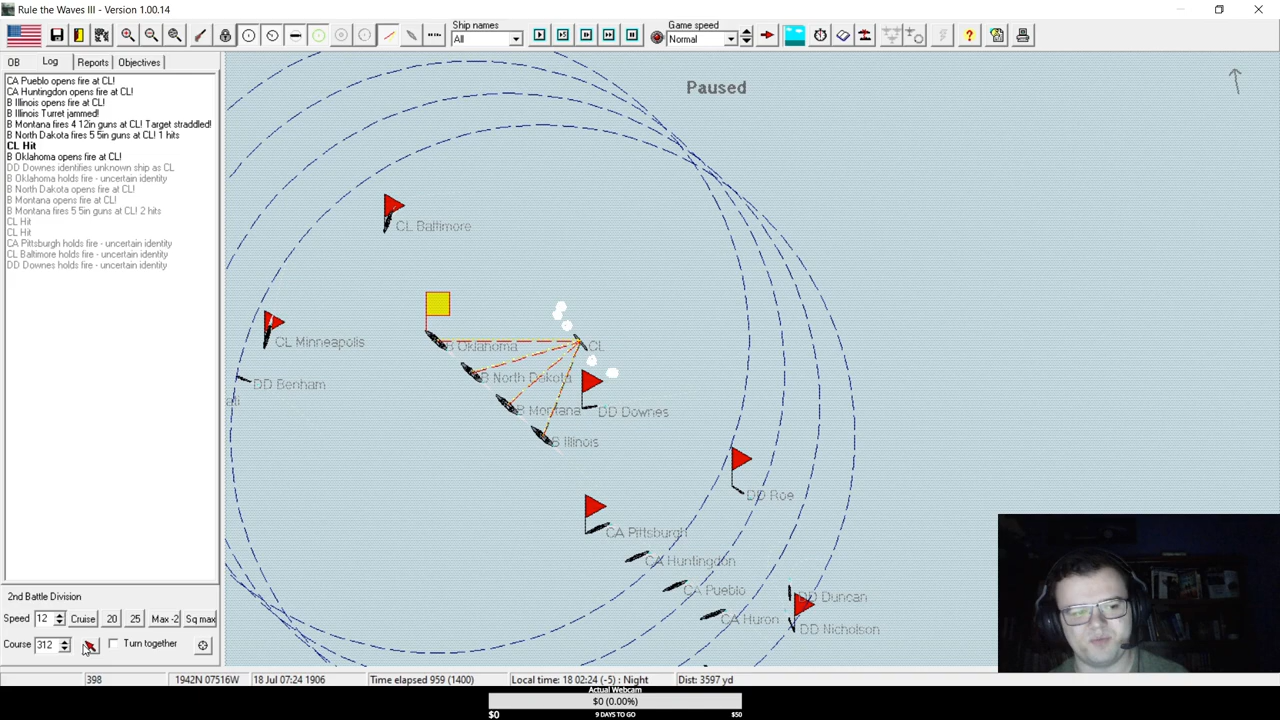 Rule the Waves III - Version 1.00.14
Ship names
All
Game speed
Normal
OB
Log
Reports
Objectives
CA Pueblo opens fire at CL!
CA Huntingdon opens fire at CL!
B Illinois opens fire at CL!
B Illinois Turret jammed!
B Montana fires 4 12in guns at CL! Target straddled!
B North Dakota fires 5 5in guns at CL! 1 hits
CL Hit
B Oklahoma opens fire at CL!
DD Downes identifies unknown ship as CL
B Oklahoma holds fire - uncertain identity
B North Dakota opens fire at CL!
B Montana opens fire at CL!
B Montana fires 5 5in guns at CL! 2 hits
CL Hit
CL Hit
CA Pittsburgh holds fire - uncertain identity
CL Baltimore holds fire - uncertain identity
DD Downes holds fire - uncertain identity
Paused
CL Baltimore
CL Minneapolis
B Oklahoma
CL
B North Dakota
DD Benham
B Montana
DD Downes
B Illinois
DD Roe
CA Pittsburgh
CA Huntingdon
CA Pueblo
DD Duncan
CA Huron
DD Nicholson
2nd Battle Division
Speed 12 Cruise 20 25 Max -2 Sq max
Course 312 Turn together
398
1942N 07516W
18 Jul 07:24 1906
Time elapsed 959 (1400)
Local time: 18 02:24 (-5) : Night
Dist: 3597 yd
Actual Webcam
$0 (0.00%)
$0
9 DAYS TO GO
$50